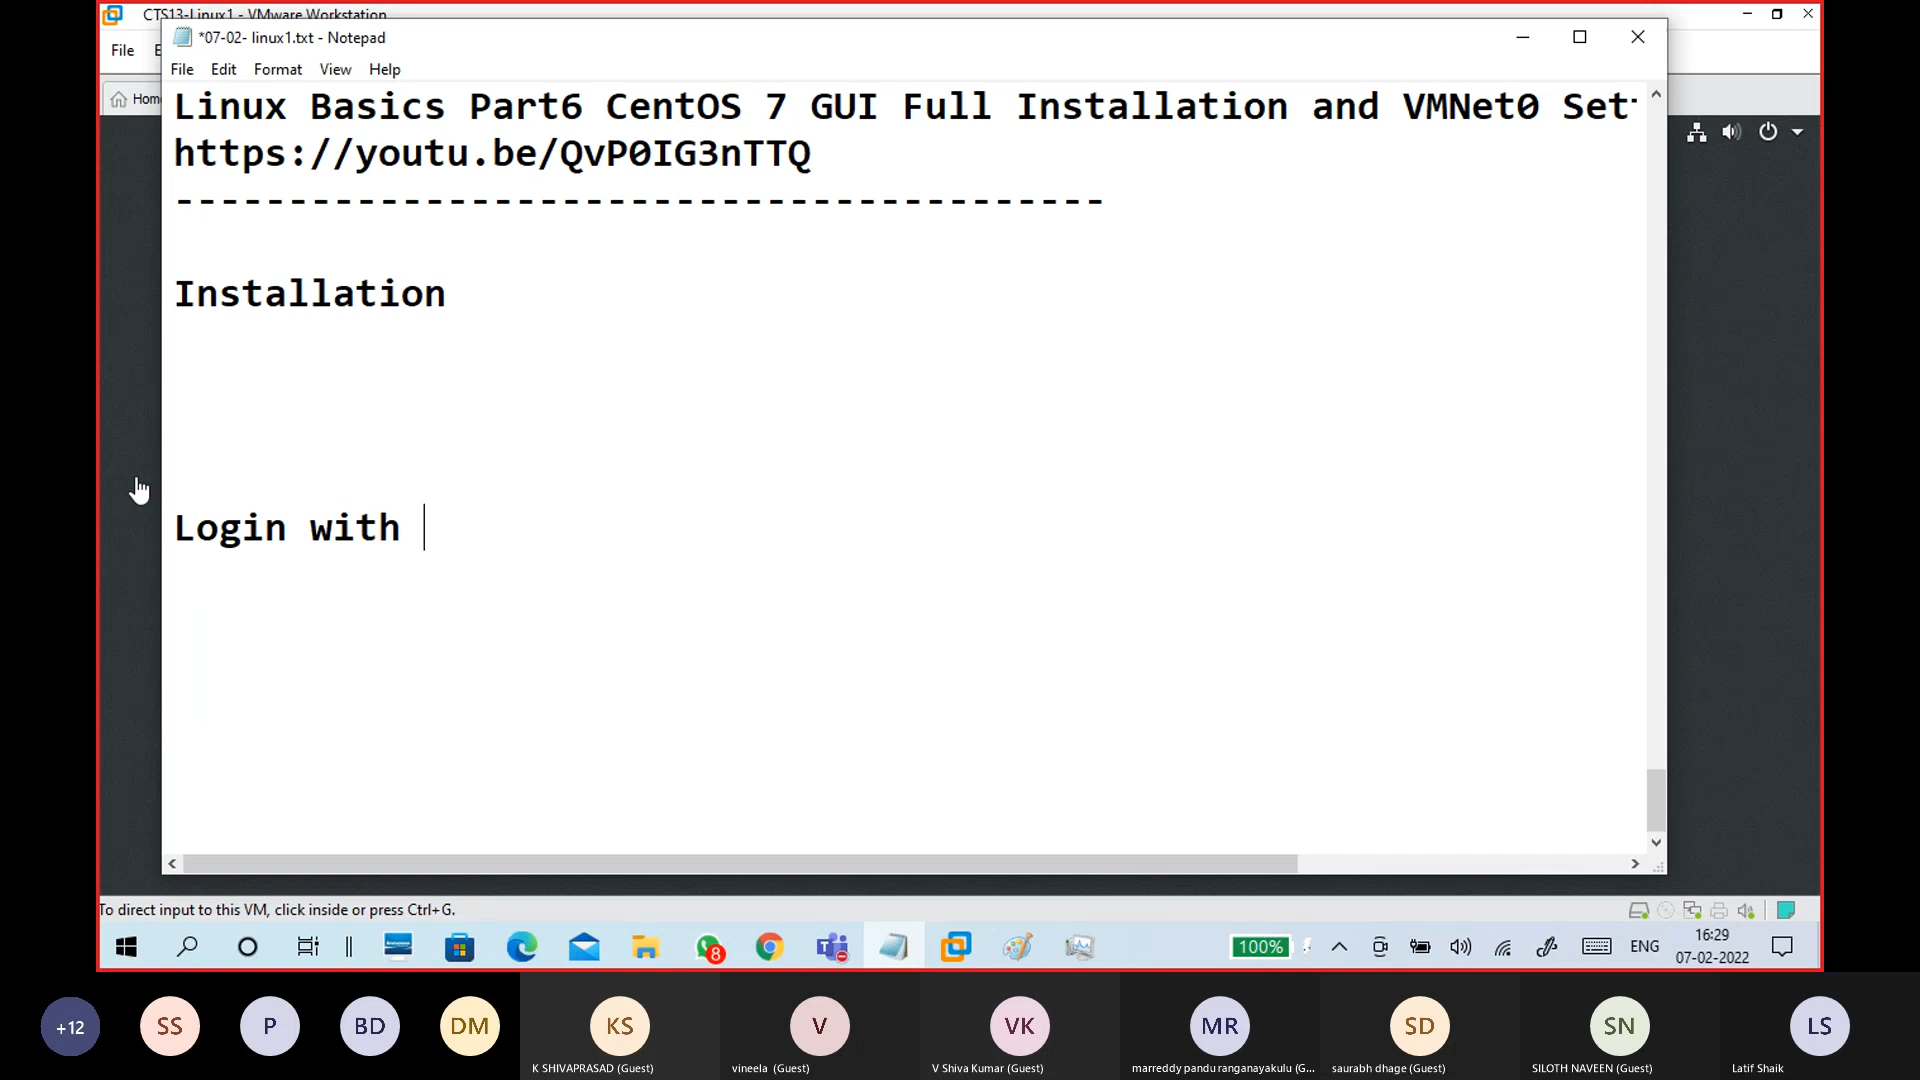 CTS13-Linux1 - VMware Workstation
*07-02- linux1.txt - Notepad
File
File Edit Format View Help
Hom
Linux Basics Part6 CentOS 7 GUI Full Installation and VMNet0 Set
https://youtu.be/QvP0IG3nTTQ
-----------------------------------------
Installation
Login with
To direct input to this VM, click inside or press Ctrl+G.
8
100%
ENG
16:29
07-02-2022
+12 SS P BD DM KS V VK MR SD SN LS
K SHIVAPRASAD (Guest)
vineela (Guest)
V Shiva Kumar (Guest)
marreddy pandu ranganayakulu (G...
saurabh dhage (Guest)
SILOTH NAVEEN (Guest)
Latif Shaik